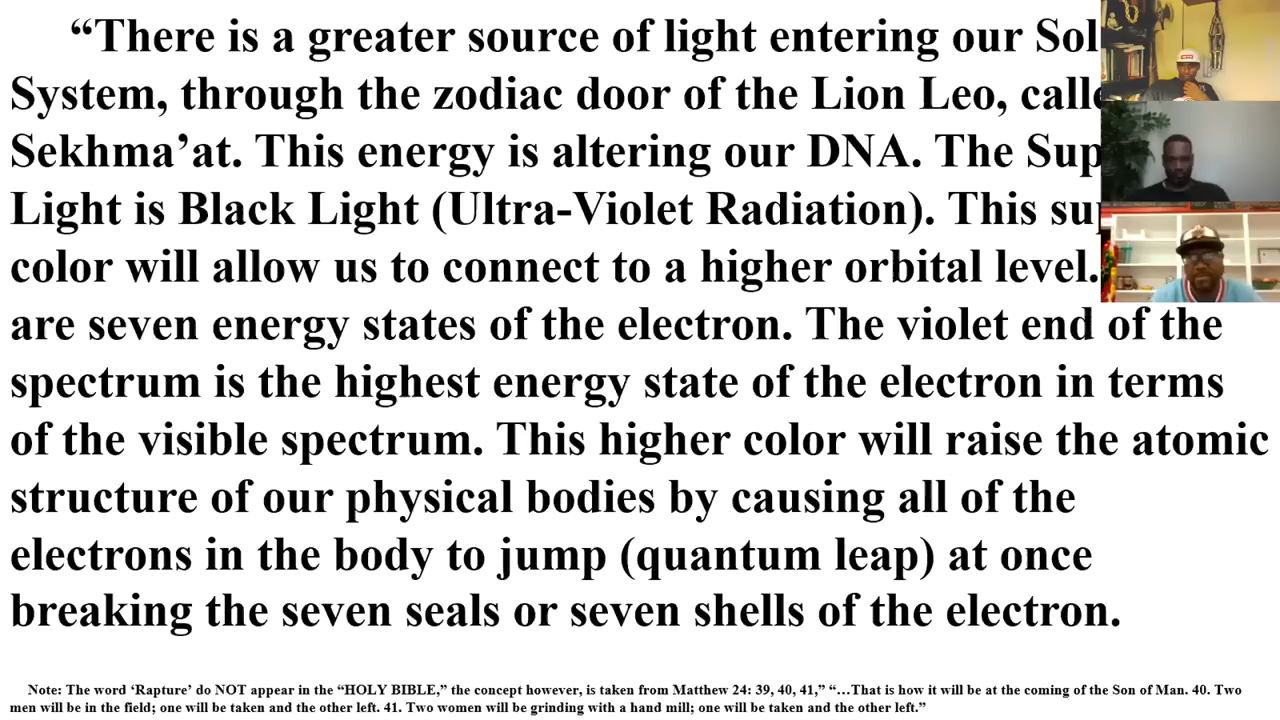 “There is a greater source of light entering our
System, through the zodiac door of the Lion Leo,
Sekhma’at. This energy is altering our DNA. The
Light is Black Light (Ultra-Violet Radiation). This
color will allow us to connect to a higher orbital level.
are seven energy states of the electron. The violet end of the
spectrum is the highest energy state of the electron in terms
of the visible spectrum. This higher color will raise the atomic
structure of our physical bodies by causing all of the
electrons in the body to jump (quantum leap) at once
breaking the seven seals or seven shells of the electron.
Note: The word ‘Rapture’ do NOT appear in the “HOLY BIBLE,” the concept however, is taken from Matthew 24: 39, 40, 41,” “…That is how it will be at the coming of the Son of Man. 40. Two
men will be in the field; one will be taken and the other left. 41. Two women will be grinding with a hand mill; one will be taken and the other left.”